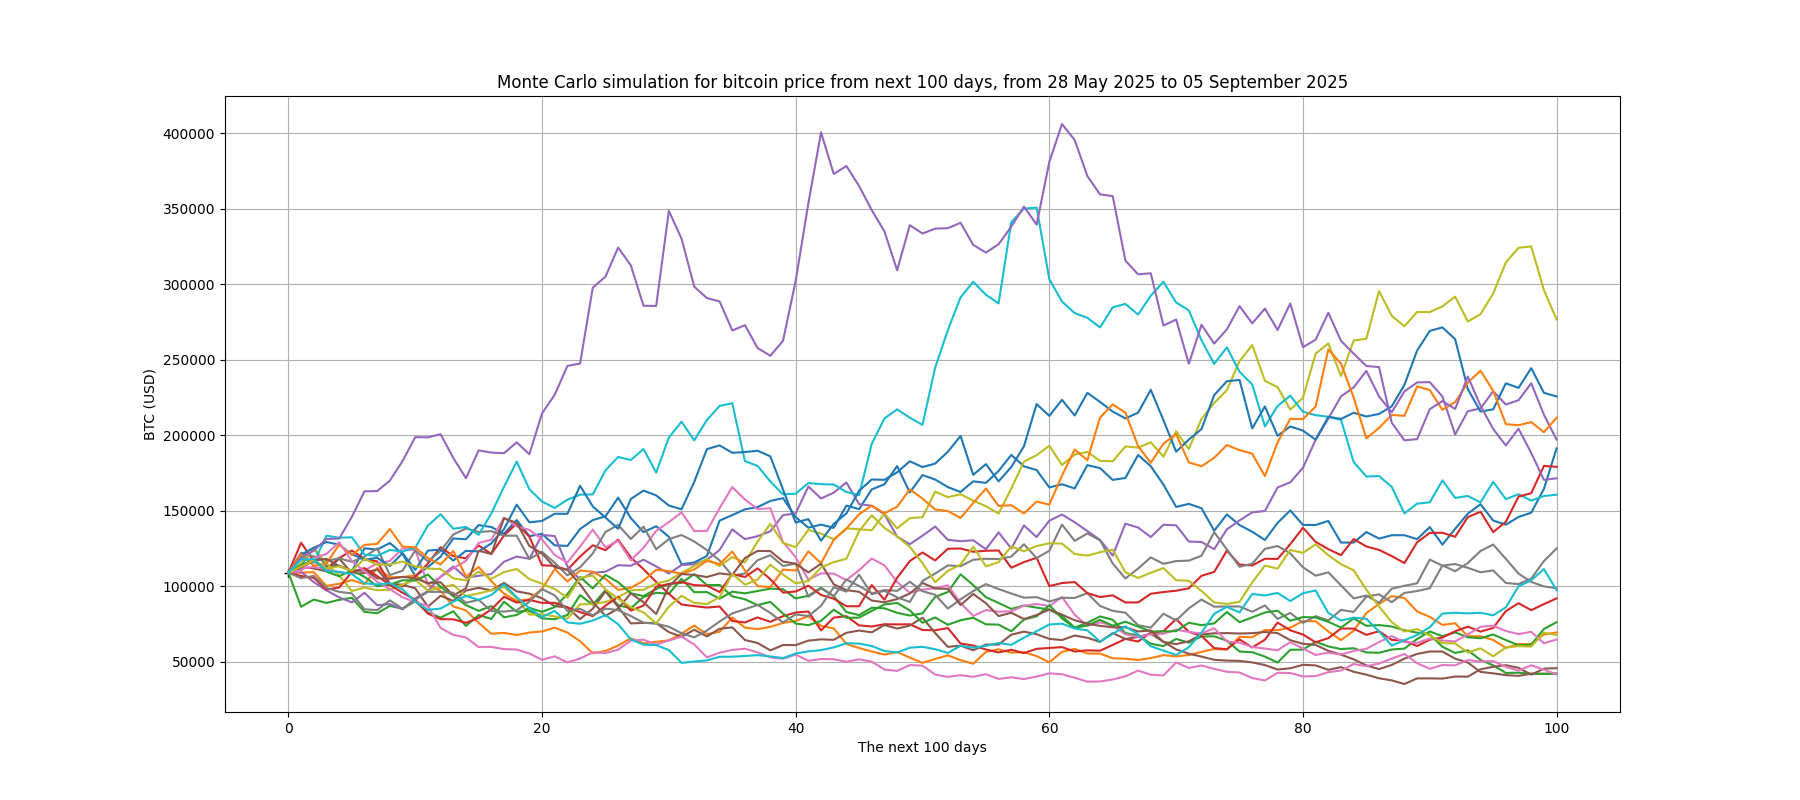 Monte Carlo simulation for bitcoin price from next 100 days, from 28 May 2025 to 05 September 2025
BTC (USD)
400000
350000
300000
250000
200000
150000
100000
50000
0 20 40 60 80 100
The next 100 days